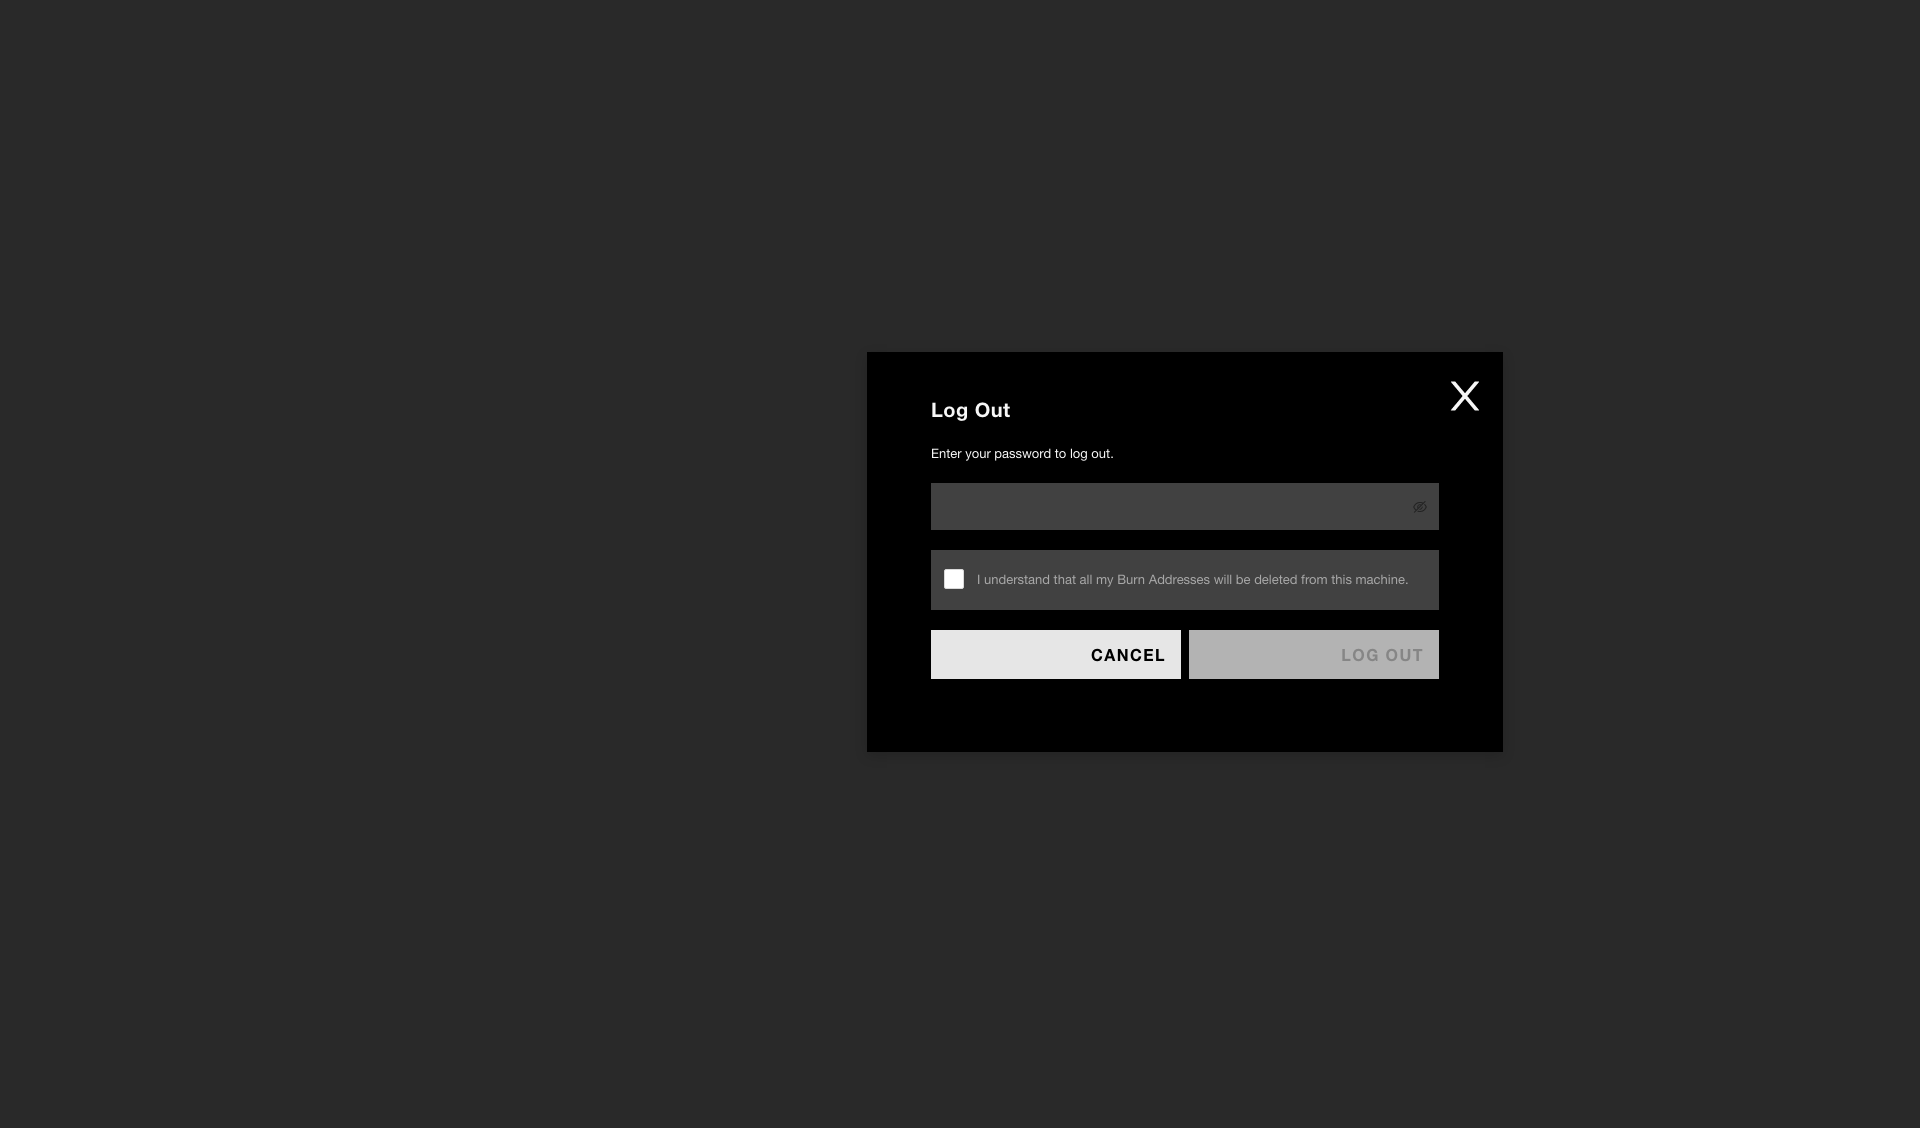 Log Out
Enter your password to log out.
I understand that all my Burn Addresses will be deleted from this machine.
CANCEL
LOG OUT